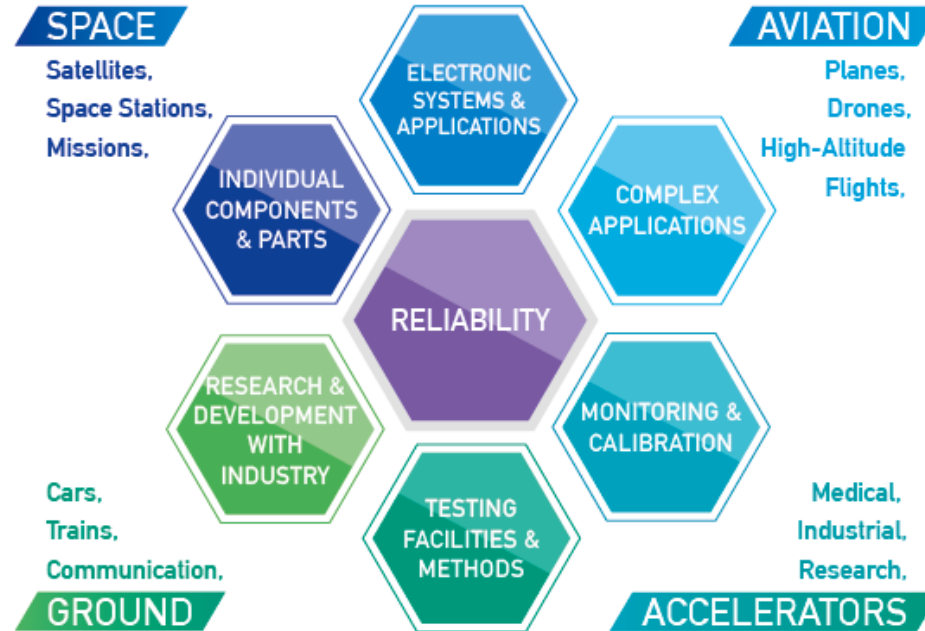 SPACE
Satellites,
Space Stations,
Missions,
AVIATION
Planes,
Drones,
High-Altitude
Flights,
ELECTRONIC
SYSTEMS &
APPLICATIONS
INDIVIDUAL
COMPONENTS
& PARTS
COMPLEX
APPLICATIONS
RELIABILITY
RESEARCH &
DEVELOPMENT
WITH
INDUSTRY
MONITORING &
CALIBRATION
TESTING
FACILITIES &
METHODS
Cars,
Trains,
Communication,
GROUND
Medical,
Industrial,
Research,
ACCELERATORS